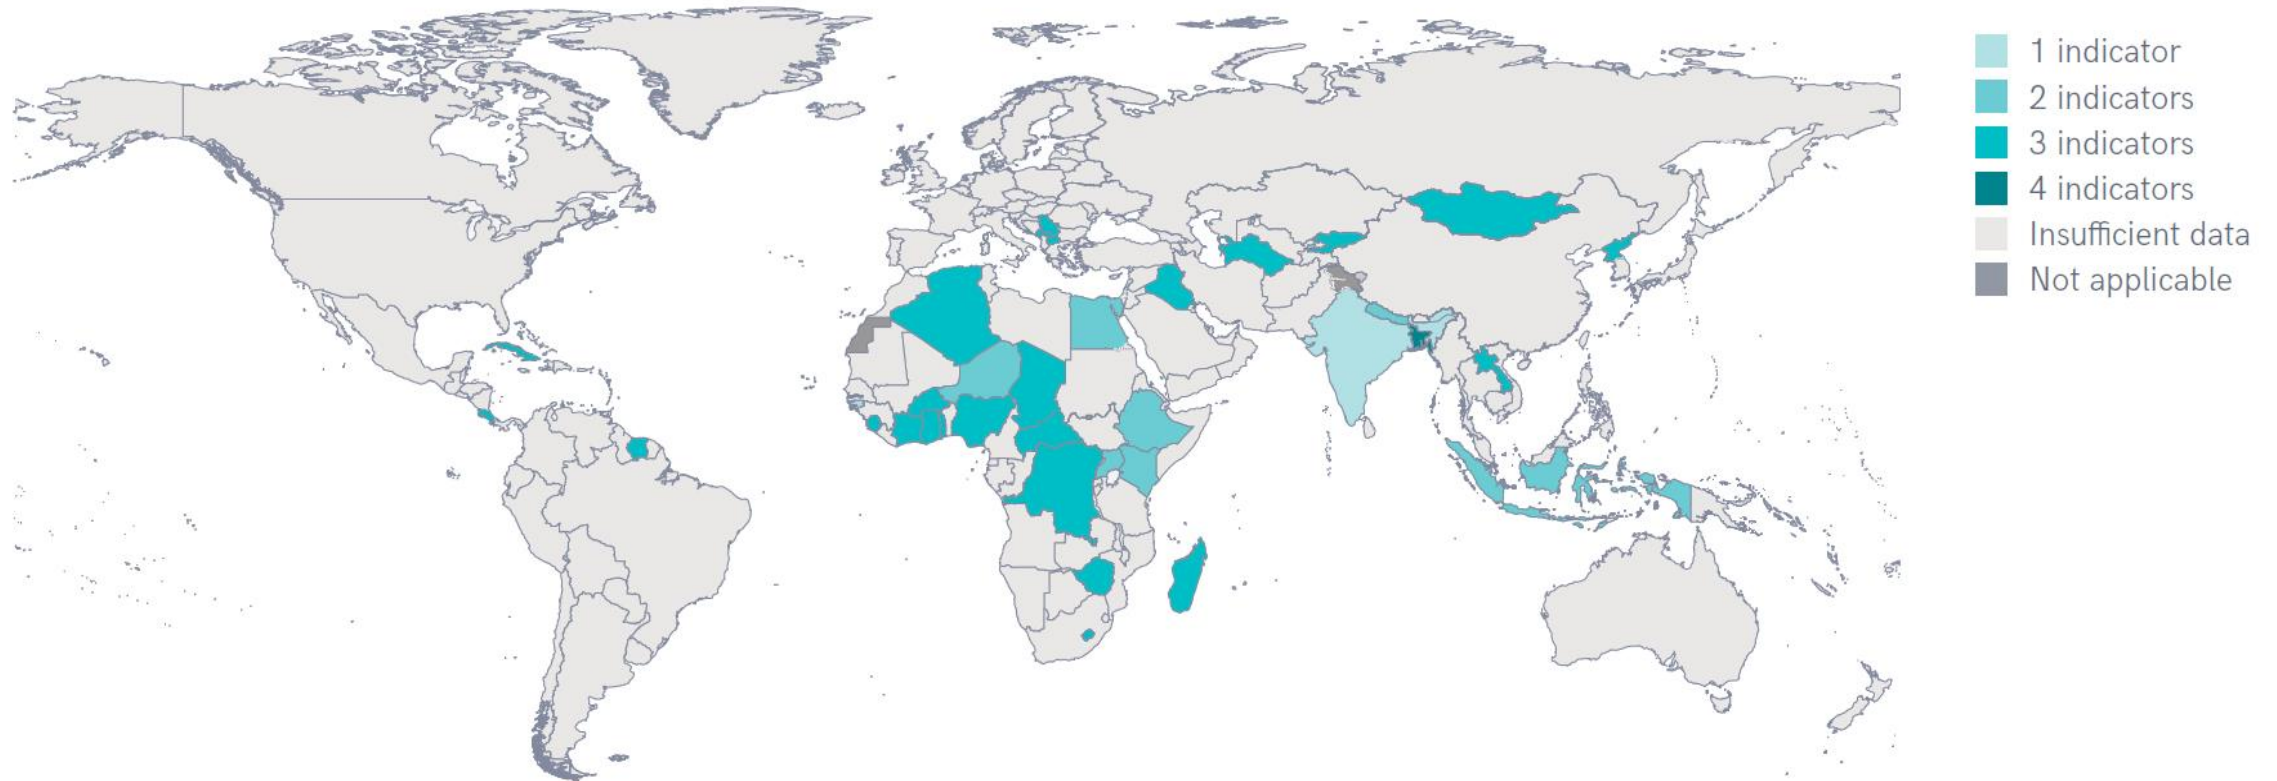 1 indicator
2 indicators
3 indicators
4 indicators
Insufficient data
Not applicable